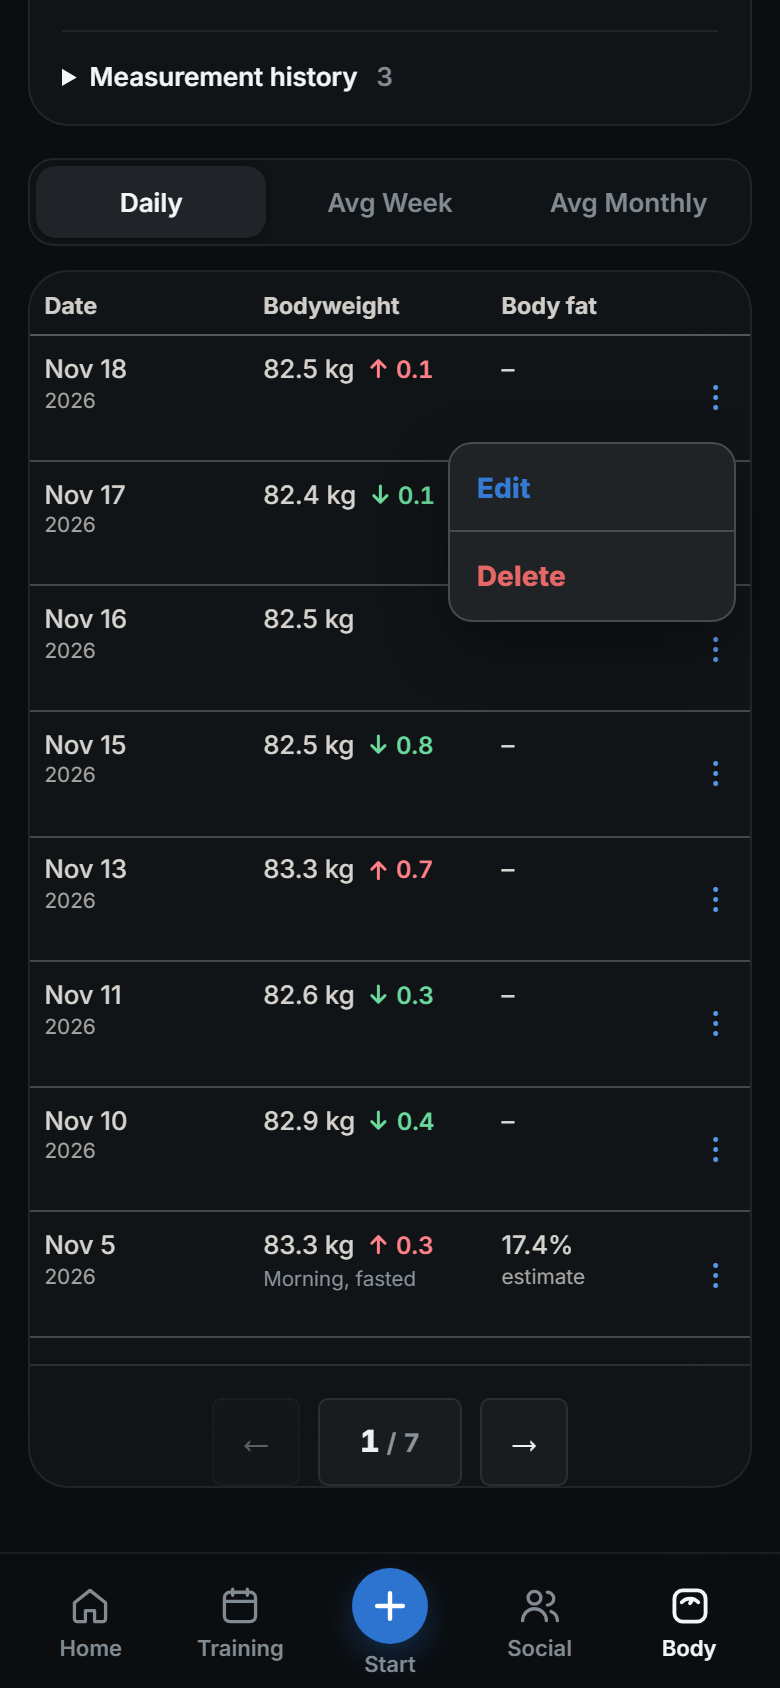 ▶ Measurement history 3
Daily Avg Week Avg Monthly
Date Bodyweight Body fat
Nov 18 82.5 kg ↑ 0.1 –
2026
Edit
Nov 17 82.4 kg ↓ 0.1
2026
Delete
Nov 16 82.5 kg
2026
Nov 15 82.5 kg ↓ 0.8 –
2026
Nov 13 83.3 kg ↑ 0.7 –
2026
Nov 11 82.6 kg ↓ 0.3 –
2026
Nov 10 82.9 kg ↓ 0.4 –
2026
Nov 5 83.3 kg ↑ 0.3 17.4%
2026 Morning, fasted estimate
← 1 / 7 →
Home Training Start Social Body